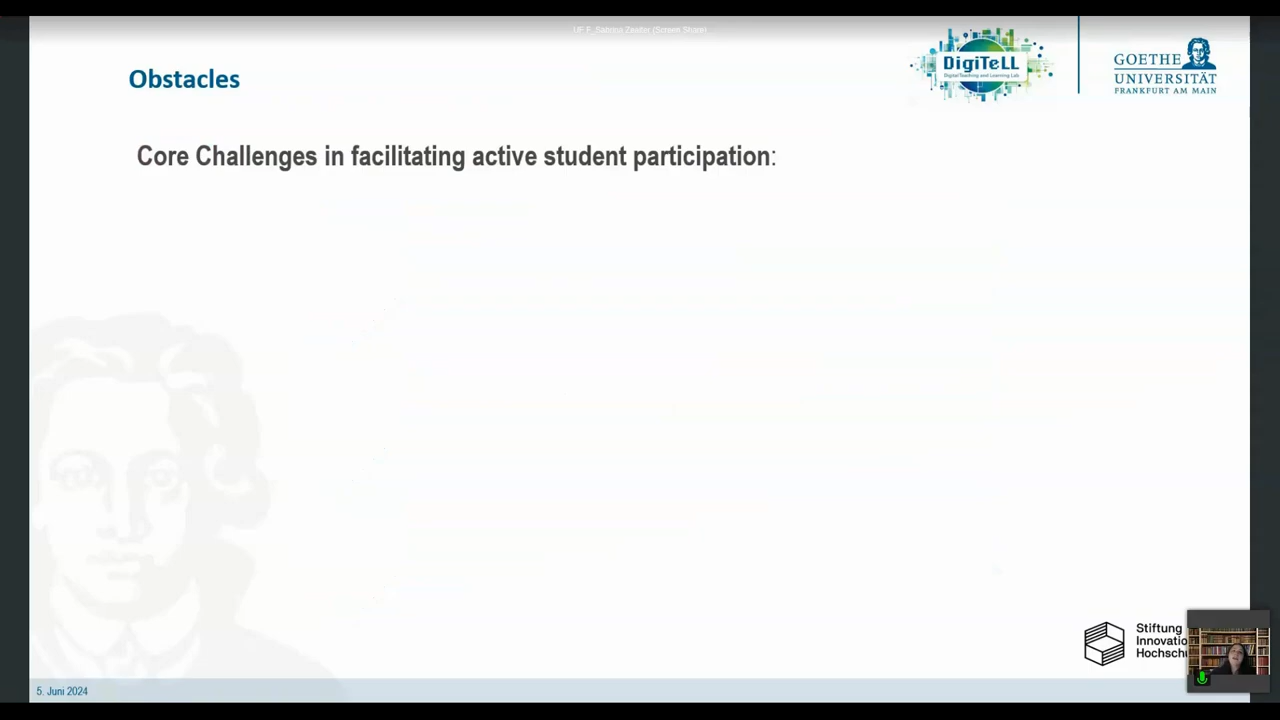 Obstacles
DigiTeLL
Digital Teaching and Learning Lab
GOETHE
UNIVERSITÄT
FRANKFURT AM MAIN
Core Challenges in facilitating active student participation:
Stiftung
Innovatio
Hochschu
5. Juni 2024